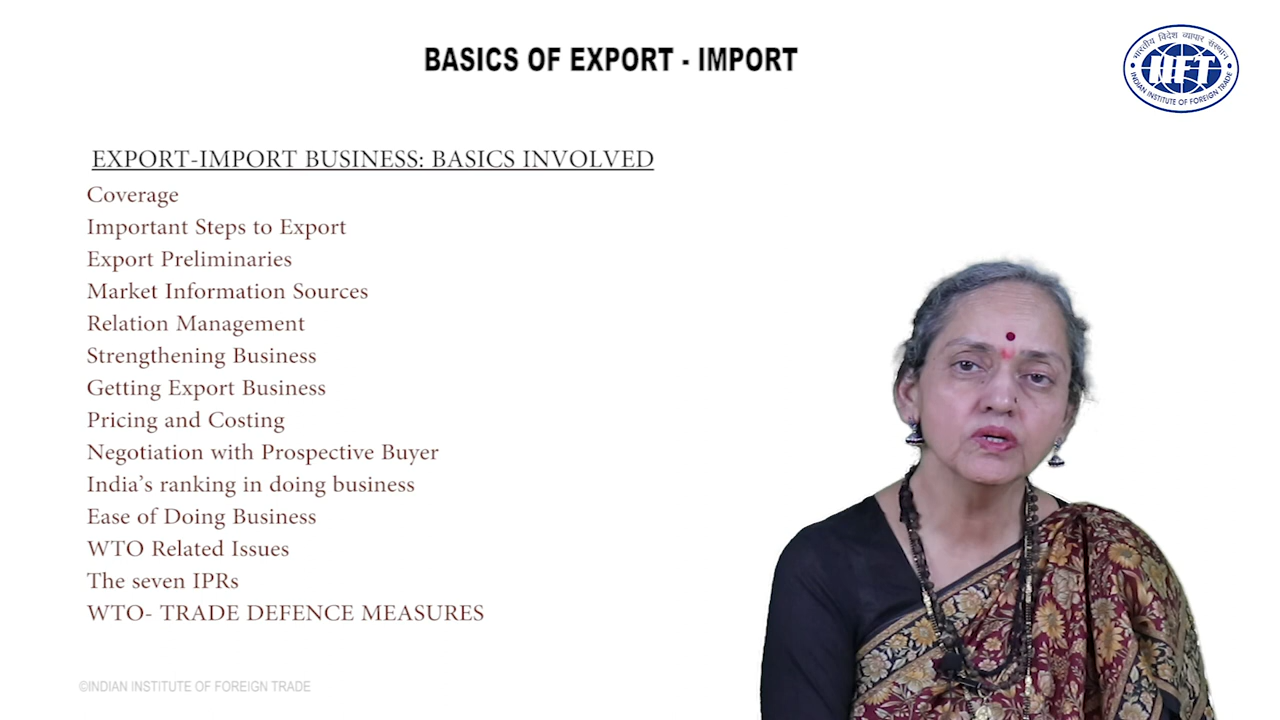 BASICS OF EXPORT - IMPORT
भारतीय विदेश व्यापार संस्थान
IIFT
INDIAN INSTITUTE OF FOREIGN TRADE
EXPORT-IMPORT BUSINESS: BASICS INVOLVED
Coverage
Important Steps to Export
Export Preliminaries
Market Information Sources
Relation Management
Strengthening Business
Getting Export Business
Pricing and Costing
Negotiation with Prospective Buyer
India’s ranking in doing business
Ease of Doing Business
WTO Related Issues
The seven IPRs
WTO- TRADE DEFENCE MEASURES
©INDIAN INSTITUTE OF FOREIGN TRADE